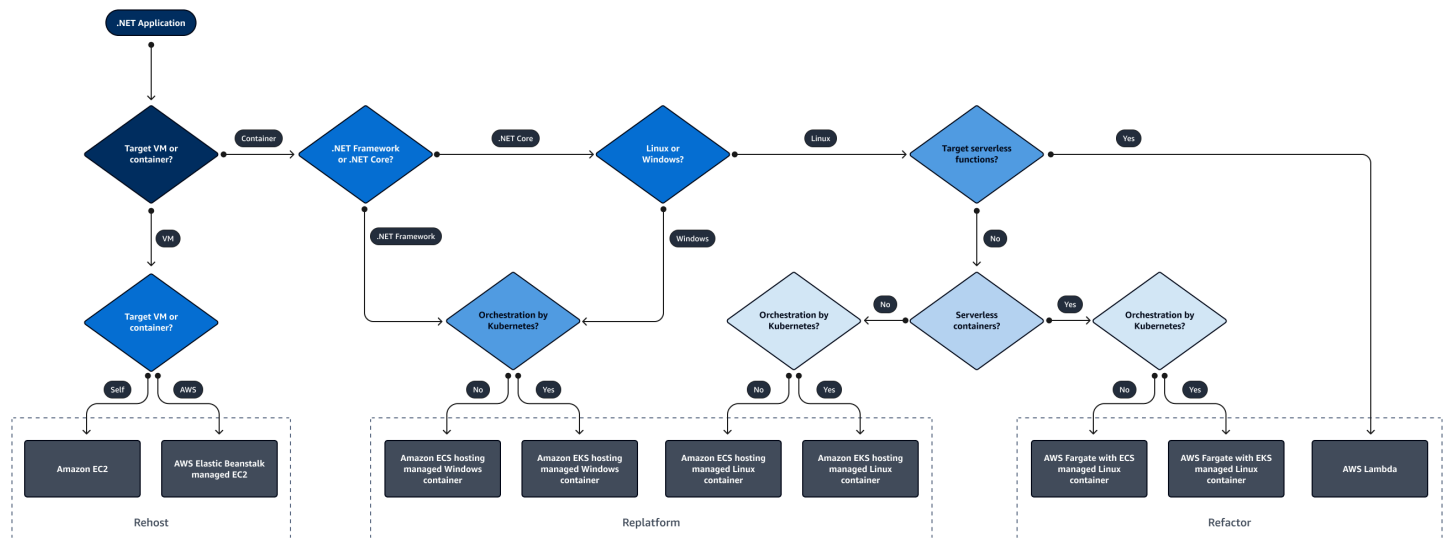 .NET Application
Target VM or
container?
Container
.NET Framework
or .NET Core?
.NET Core
Linux or
Windows?
Linux
Target serverless
functions?
Yes
VM
.NET Framework
Windows
No
Target VM or
container?
Orchestration by
Kubernetes?
Orchestration by
Kubernetes?
No
Serverless
containers?
Yes
Orchestration by
Kubernetes?
Self
AWS
No
Yes
No
Yes
No
Yes
Amazon EC2
AWS Elastic Beanstalk
managed EC2
Amazon ECS hosting
managed Windows
container
Amazon EKS hosting
managed Windows
container
Amazon ECS hosting
managed Linux
container
Amazon EKS hosting
managed Linux
container
AWS Fargate with ECS
managed Linux
container
AWS Fargate with EKS
managed Linux
container
AWS Lambda
Rehost
Replatform
Refactor